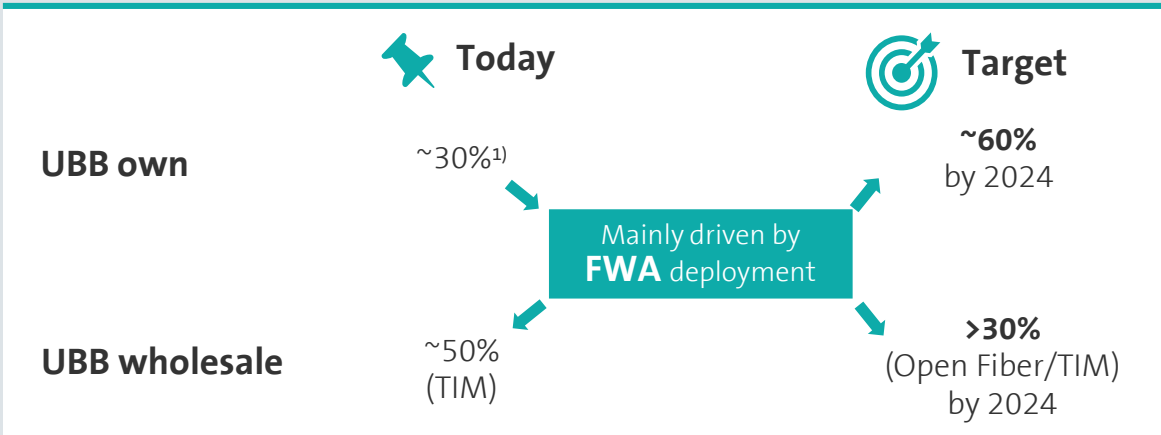 Today
Target
UBB own
~30%¹⁾
~60%
by 2024
Mainly driven by
FWA deployment
UBB wholesale
~50%
(TIM)
>30%
(Open Fiber/TIM)
by 2024